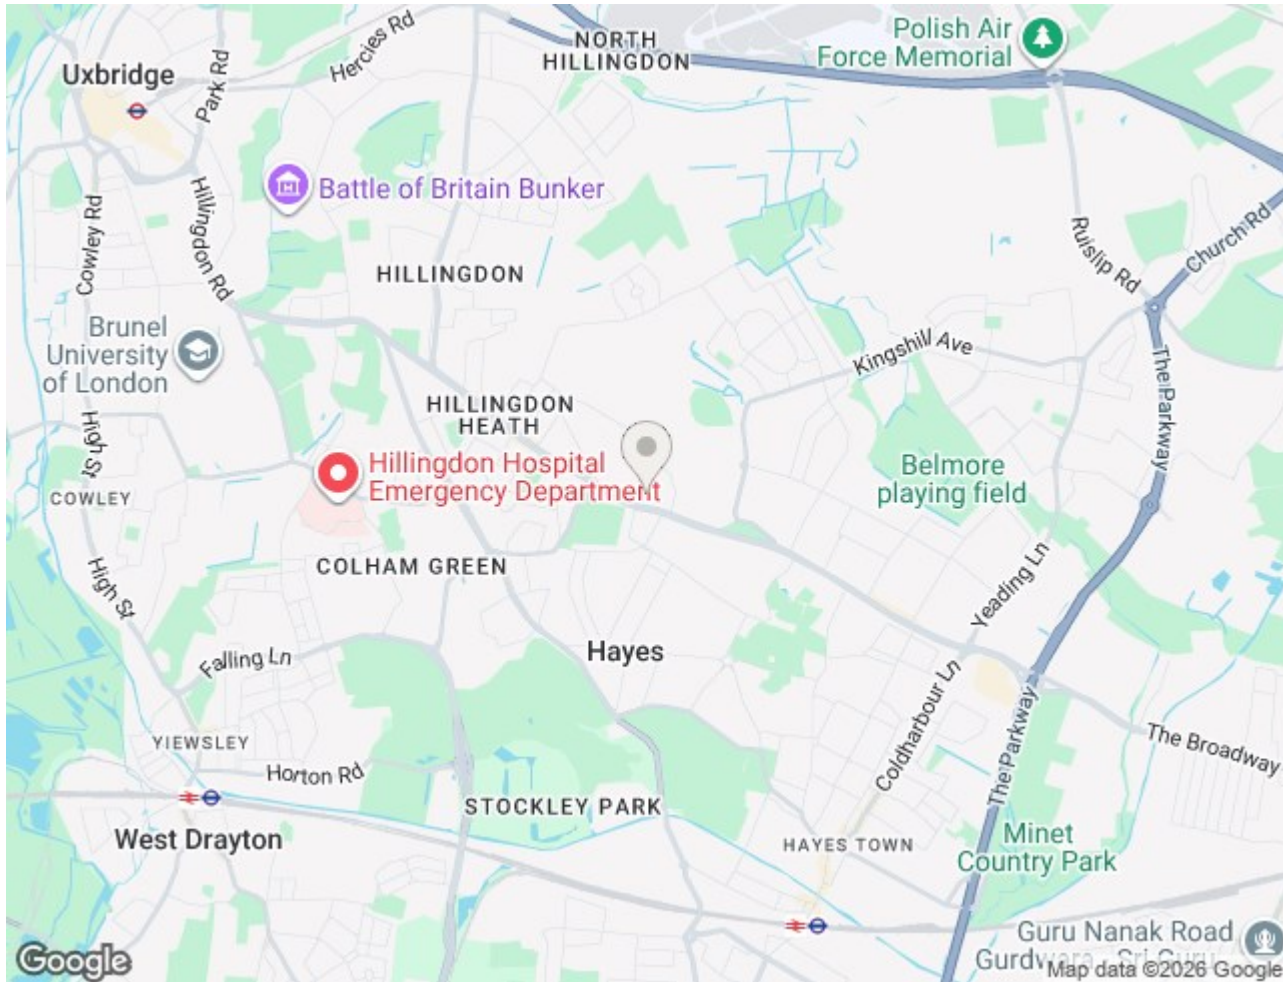 Polish Air
Force Memorial
NORTH
HILLINGDON
Hercies Rd
Park Rd
Uxbridge
Battle of Britain Bunker
Hillingdon Rd
Cowley Rd
Ruislip Rd
Church Rd
HILLINGDON
Brunel
University
of London
Kingshill Ave
The Parkway
HILLINGDON
HEATH
High St
Hillingdon Hospital
Emergency Department
Belmore
playing field
COWLEY
COLHAM GREEN
High St
Yeading Ln
Falling Ln
Hayes
Coldharbour Ln
The Parkway
The Broadway
YIEWSLEY
Horton Rd
STOCKLEY PARK
West Drayton
HAYES TOWN
Minet
Country Park
Guru Nanak Road
Gurdwara - Sri Guru
Google
Map data ©2026 Google